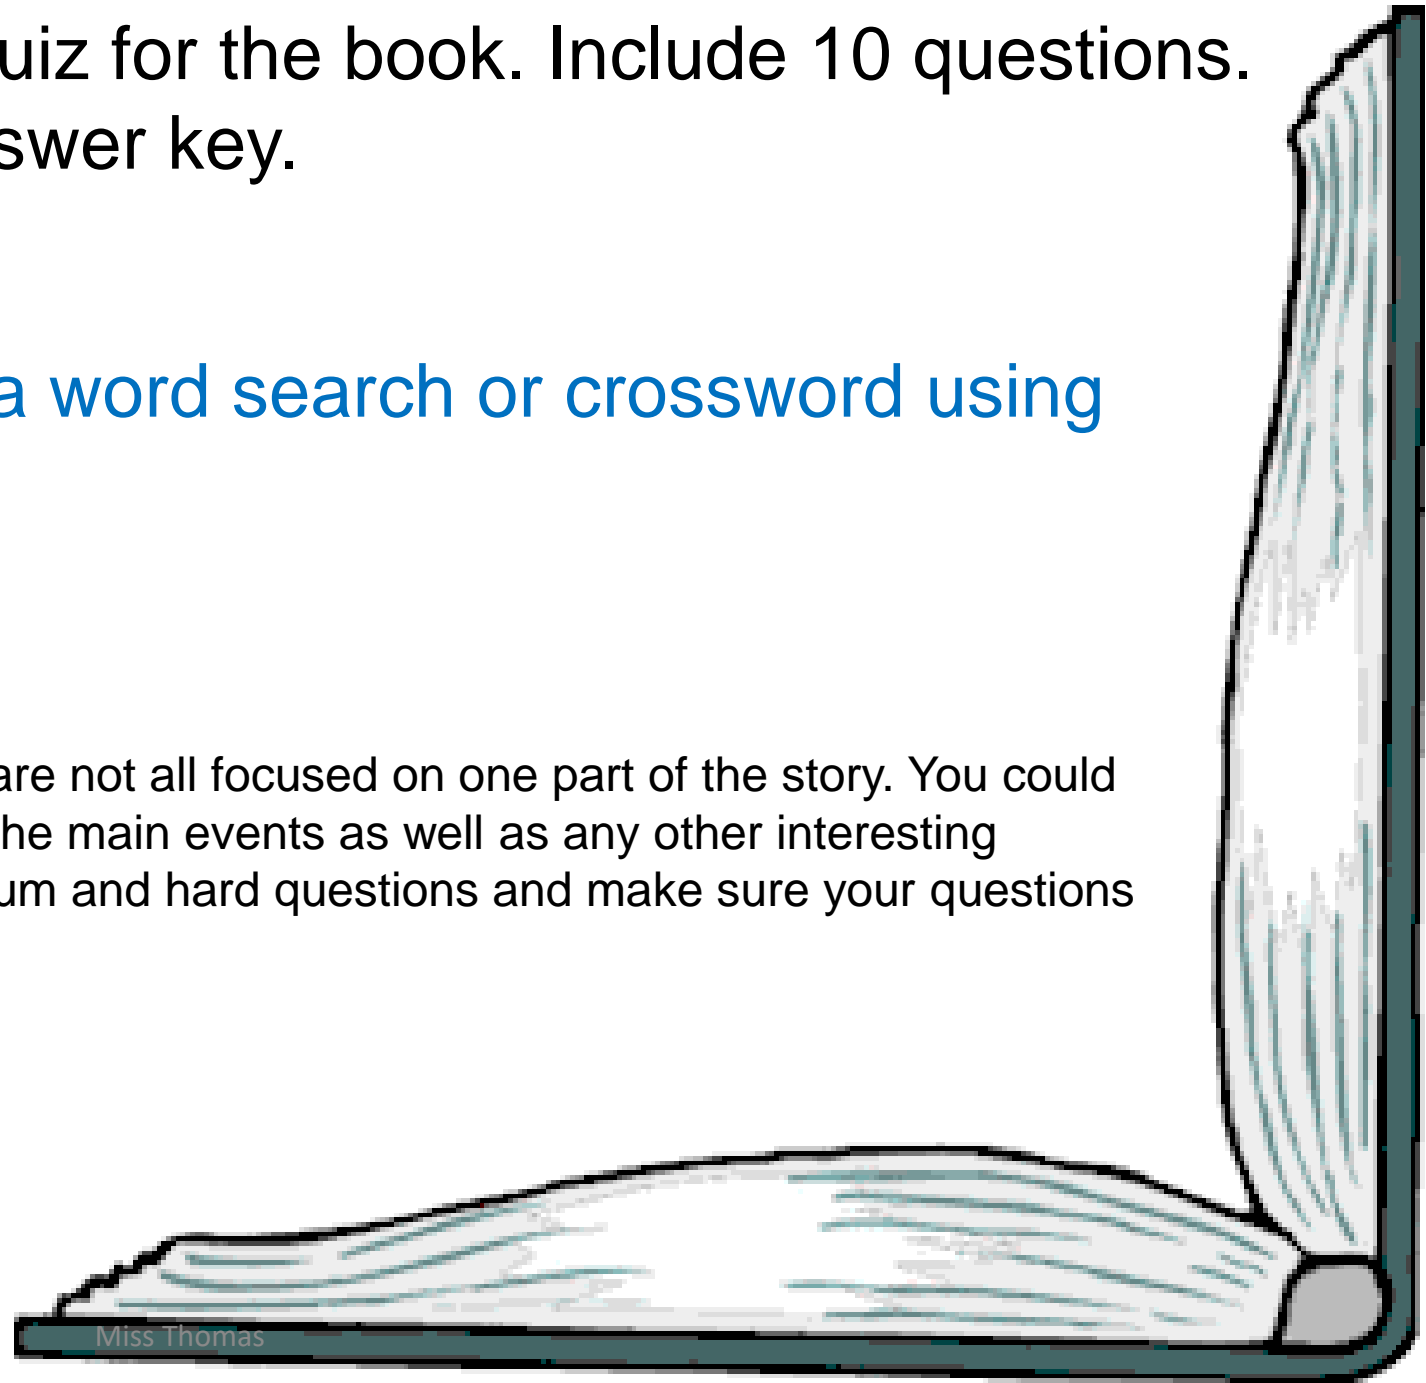 uiz for the book. Include 10 questions.
swer key.
a word search or crossword using
are not all focused on one part of the story. You could
he main events as well as any other interesting
um and hard questions and make sure your questions
Miss Thomas